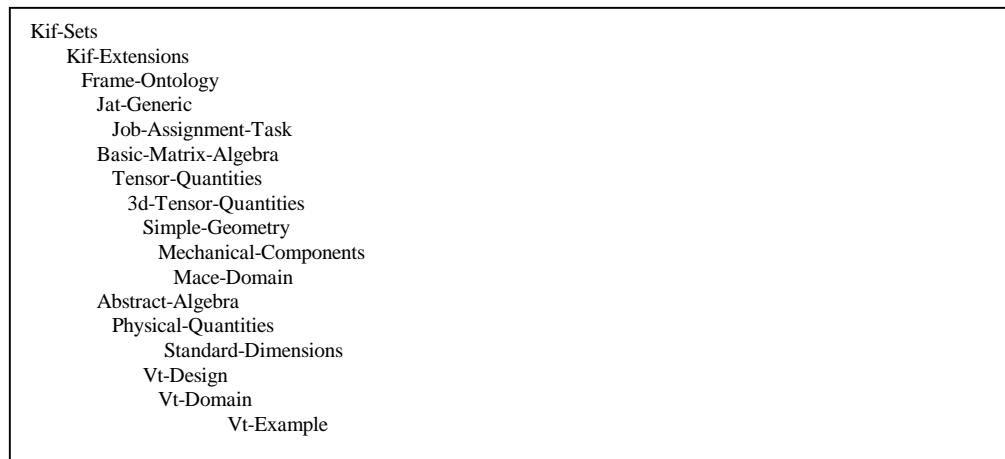 Kif-Sets
Kif-Extensions
Frame-Ontology
Jat-Generic
Job-Assignment-Task
Basic-Matrix-Algebra
Tensor-Quantities
3d-Tensor-Quantities
Simple-Geometry
Mechanical-Components
Mace-Domain
Abstract-Algebra
Physical-Quantities
Standard-Dimensions
Vt-Design
Vt-Domain
Vt-Example